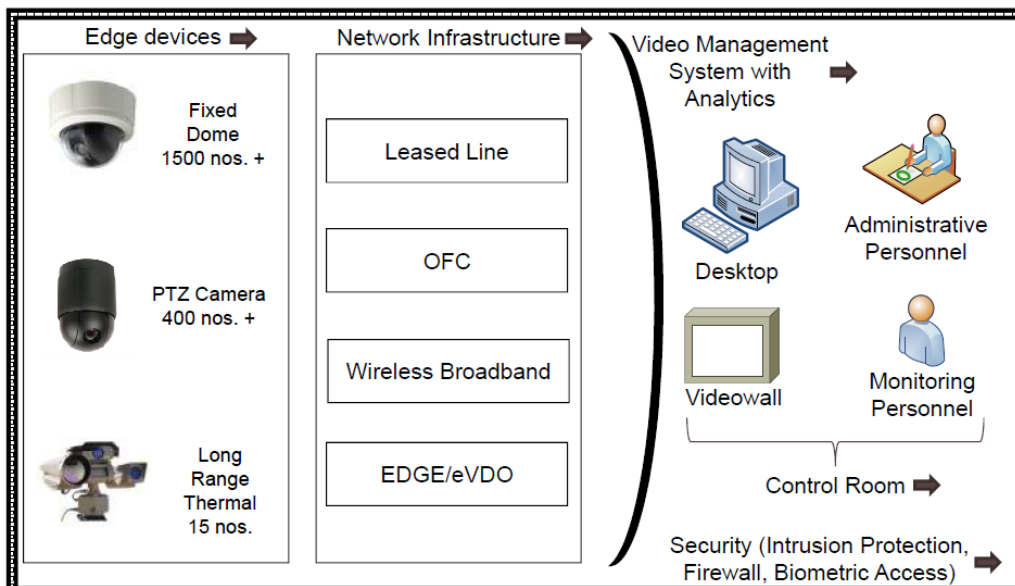 Edge devices
Fixed
Dome
1500 nos. +
PTZ Camera
400 nos. +
Long
Range
Thermal
15 nos.
Network Infrastructure
Leased Line
OFC
Wireless Broadband
EDGE/eVDO
Video Management
System with
Analytics
Desktop
Administrative
Personnel
Videowall
Monitoring
Personnel
Control Room
Security (Intrusion Protection,
Firewall, Biometric Access)